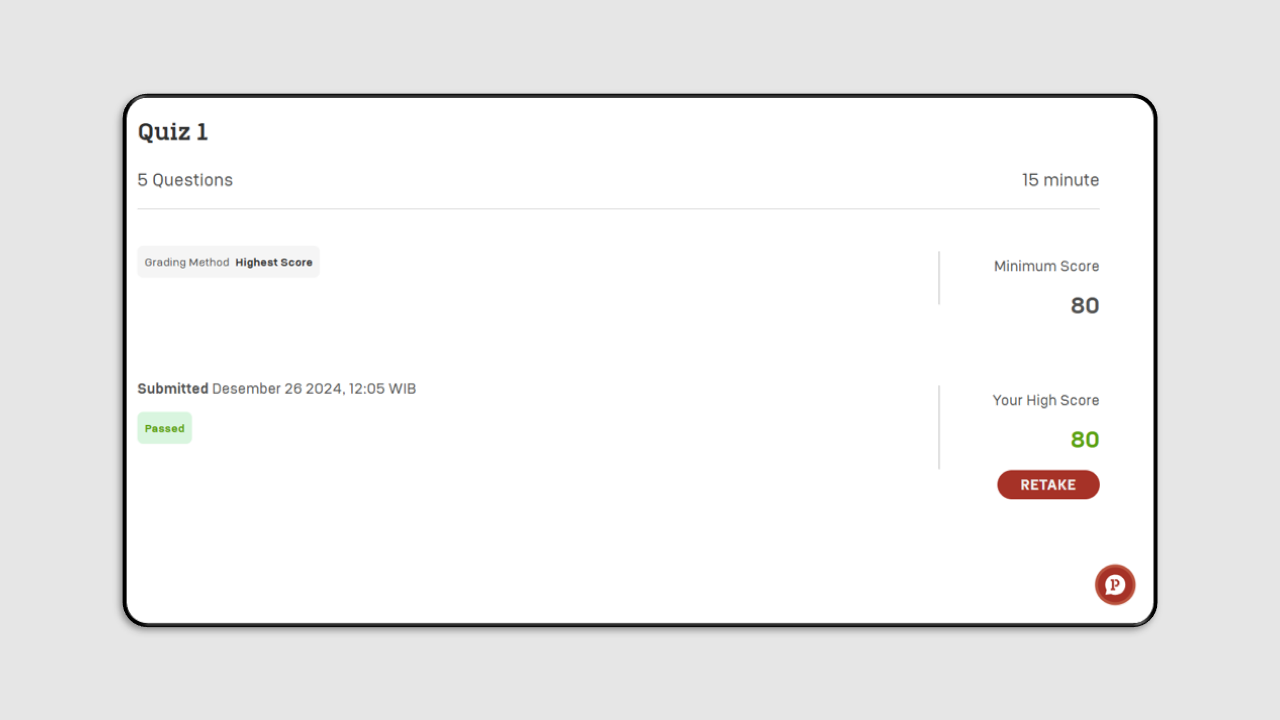 Quiz 1
5 Questions
15 minute
Grading Method Highest Score
Minimum Score
80
Submitted Desember 26 2024, 12:05 WIB
Passed
Your High Score
80
RETAKE
P